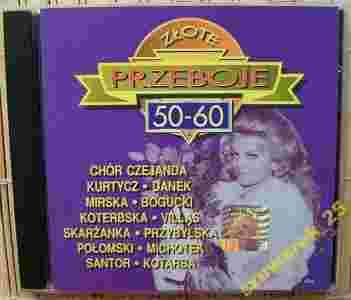 ZŁOTE
PRZEBOJE
50-60
CHÓR CZEJANDA
KURTYCZ • DANEK
MIRSKA • BOGUCKI
KOTERBSKA • VILLAS
SKARŻANKA • PRZYBYLSKA
POŁOMSKI • MICHOTEK
SANTOR • KOTARBA